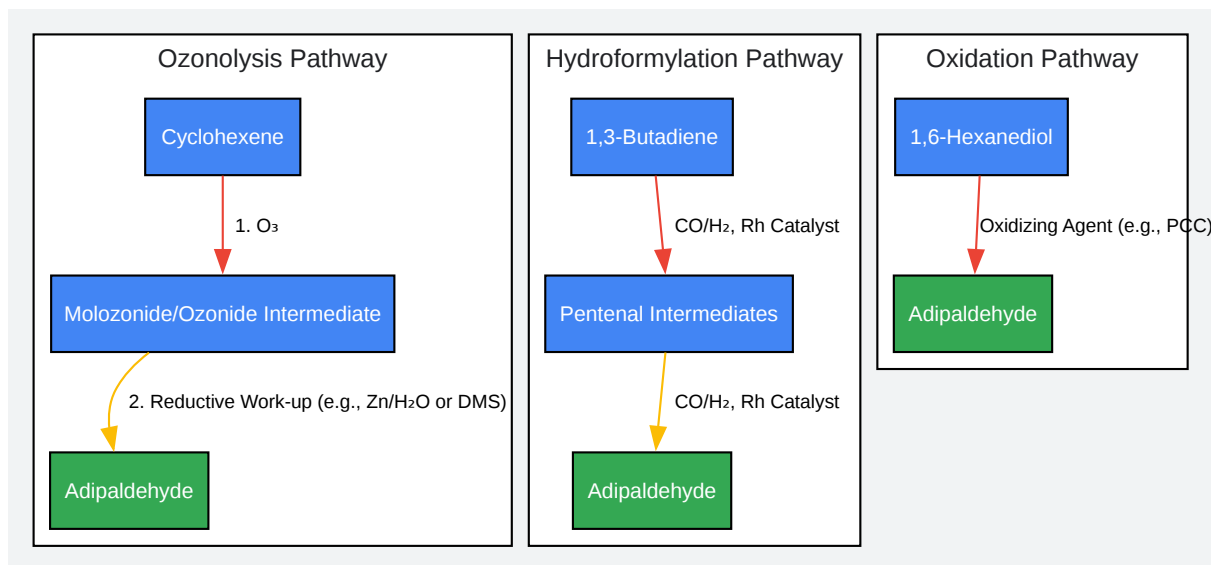 Ozonolysis Pathway
Cyclohexene
1. O₃
Molozonide/Ozonide Intermediate
2. Reductive Work-up (e.g., Zn/H₂O or DMS)
Adipaldehyde
Hydroformylation Pathway
1,3-Butadiene
CO/H₂, Rh Catalyst
Pentenal Intermediates
CO/H₂, Rh Catalyst
Adipaldehyde
Oxidation Pathway
1,6-Hexanediol
Oxidizing Agent (e.g., PCC)
Adipaldehyde